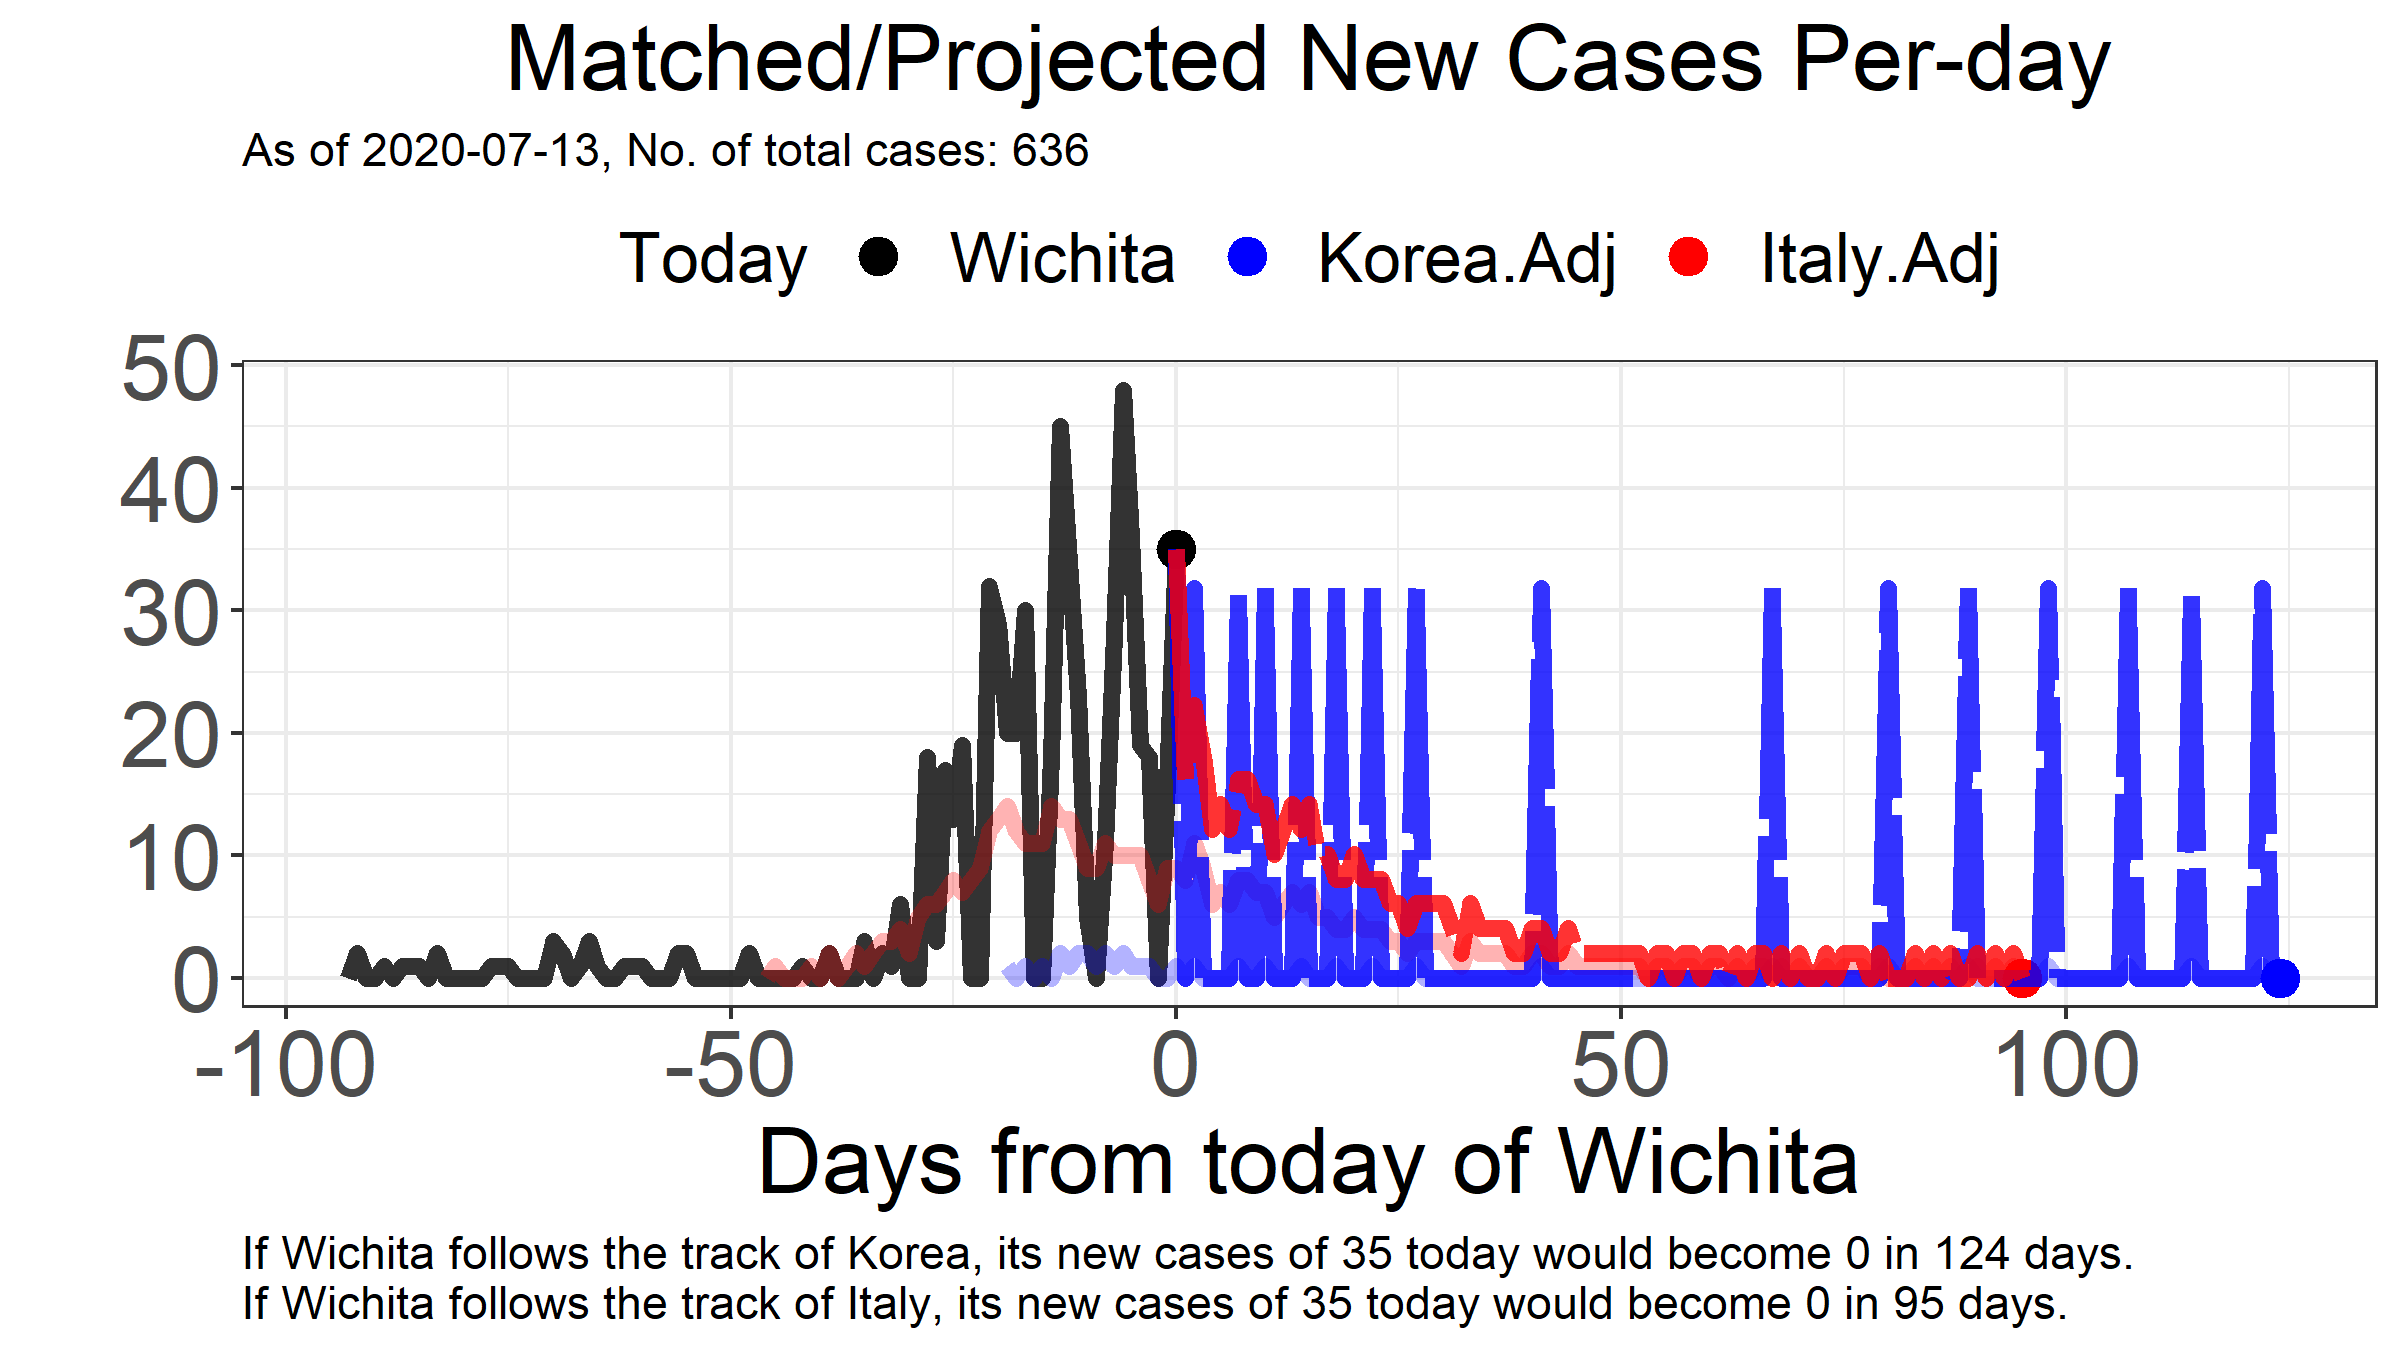 Matched/Projected New Cases Per-day
As of 2020-07-13, No. of total cases: 636
Today Wichita Korea.Adj Italy.Adj
50
40
30
20
10
0
-100 -50 0 50 100
Days from today of Wichita
If Wichita follows the track of Korea, its new cases of 35 today would become 0 in 124 days.
If Wichita follows the track of Italy, its new cases of 35 today would become 0 in 95 days.